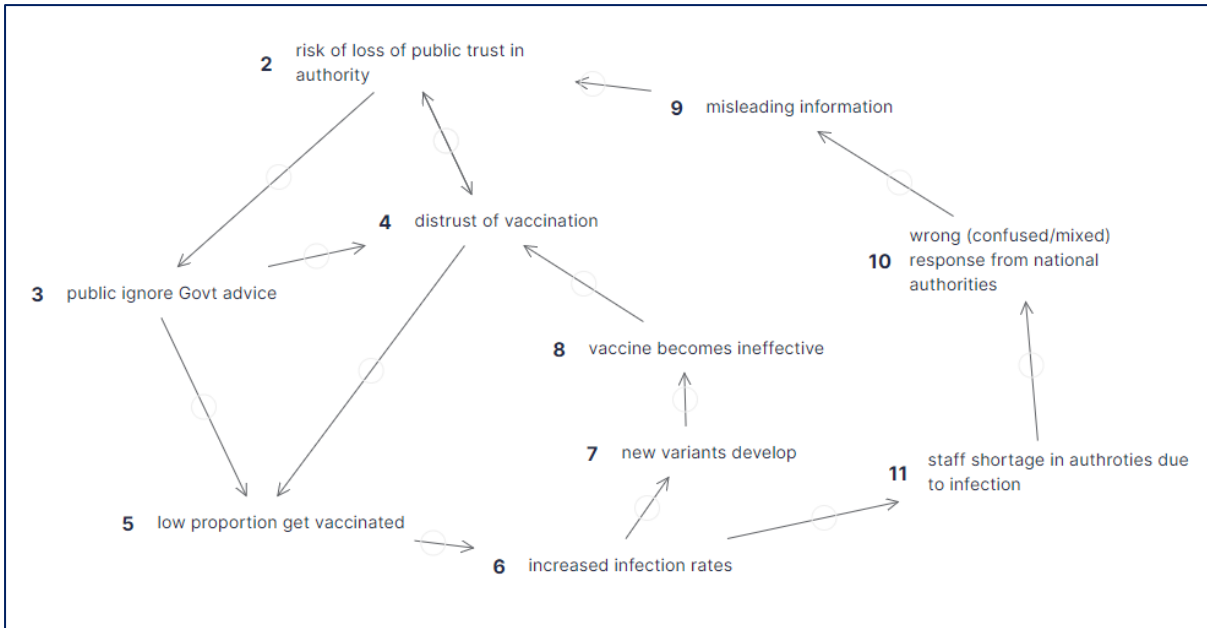 2 risk of loss of public trust in
authority
9 misleading information
4 distrust of vaccination
wrong (confused/mixed)
10 response from national
authorities
3 public ignore Govt advice
8 vaccine becomes ineffective
7 new variants develop
staff shortage in authroties due
11 to infection
5 low proportion get vaccinated
6 increased infection rates